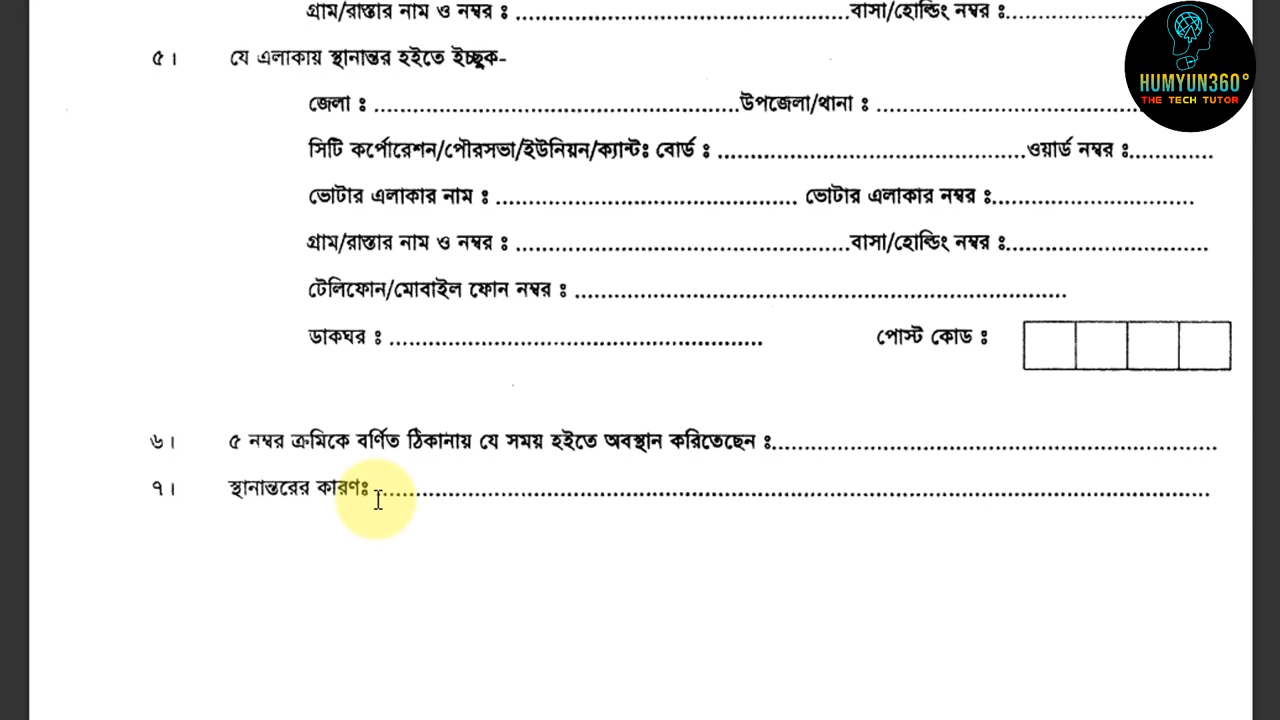 গ্রাম/রাস্তার নাম ও নম্বর ঃ ................................................বাসা/হোল্ডিং নম্বর ঃ.....................
HUMYUN360°
THE TECH TUTOR
৫। যে এলাকায় স্থানান্তর হইতে ইচ্ছুক-
জেলা ঃ .....................................................উপজেলা/থানা ঃ .......................................
সিটি কর্পোরেশন/পৌরসভা/ইউনিয়ন/ক্যান্টঃ বোর্ড ঃ .............................................ওয়ার্ড নম্বর ঃ.............
ভোটার এলাকার নাম ঃ ............................................. ভোটার এলাকার নম্বর ঃ..............................
গ্রাম/রাস্তার নাম ও নম্বর ঃ ..................................................বাসা/হোল্ডিং নম্বর ঃ..............................
টেলিফোন/মোবাইল ফোন নম্বর ঃ .........................................................................
ডাকঘর ঃ ........................................................ পোস্ট কোড ঃ
৬। ৫ নম্বর ক্রমিকে বর্ণিত ঠিকানায় যে সময় হইতে অবস্থান করিতেছেন ঃ..................................................................
৭। স্থানান্তরের কারণঃ ............................................................................................................................